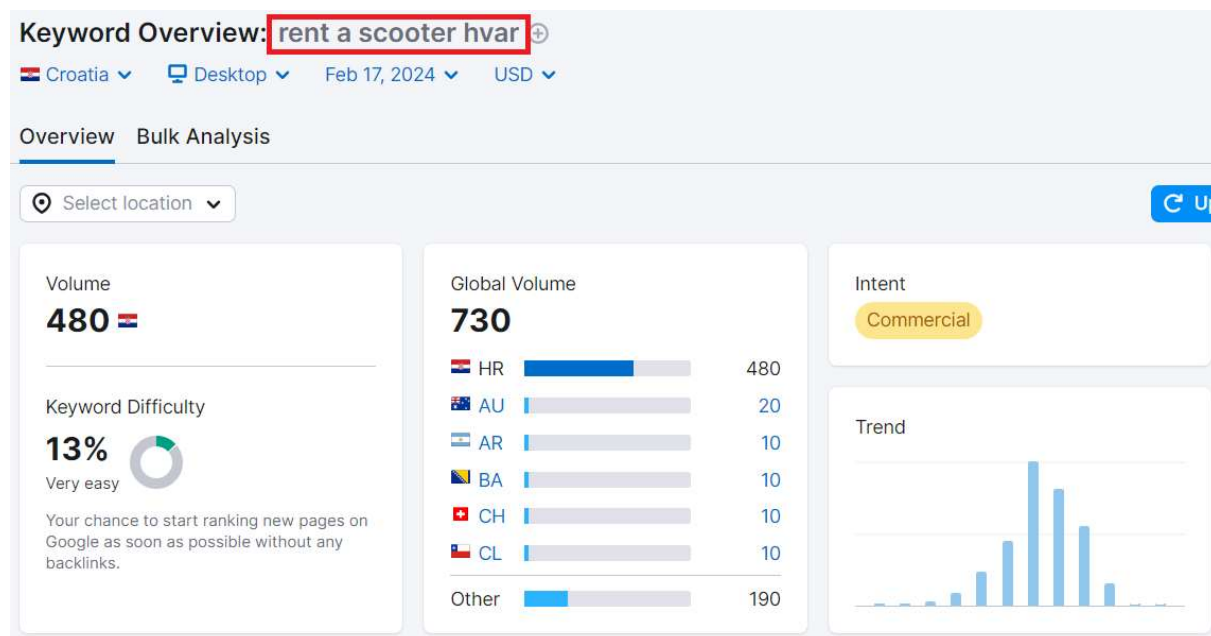 Keyword Overview: rent a scooter hvar
Croatia Desktop Feb 17, 2024 USD
Overview Bulk Analysis
Select location
Volume
480
Keyword Difficulty
13%
Very easy
Your chance to start ranking new pages on
Google as soon as possible without any
backlinks.
Global Volume
730
HR 480
AU 20
AR 10
BA 10
CH 10
CL 10
Other 190
Intent
Commercial
Trend